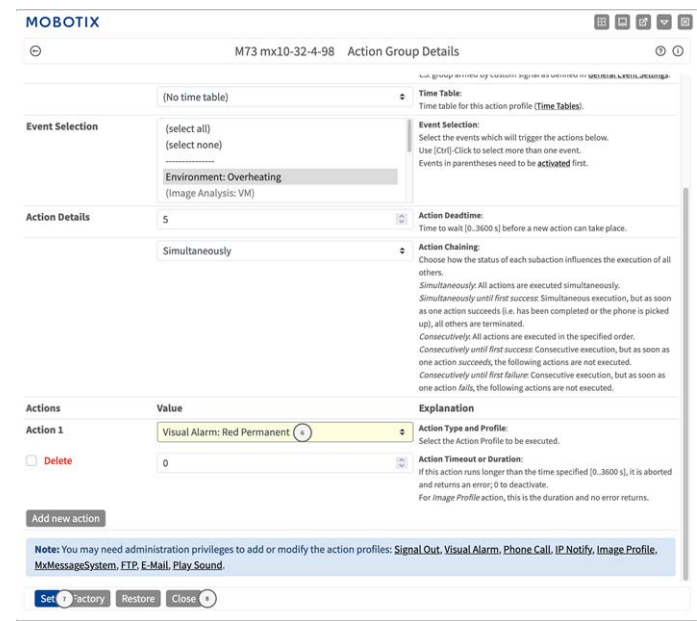 MOBOTIX
M73 mx10-32-4-98 Action Group Details
e.g. group armed by custom signal as defined in General Event Settings.
(No time table)
Time Table:
Time table for this action profile (Time Tables).
Event Selection
(select all)
(select none)
---------------
Environment: Overheating
(Image Analysis: VM)
Event Selection:
Select the events which will trigger the actions below.
Use [Ctrl]-Click to select more than one event.
Events in parentheses need to be activated first.
Action Details
5
Action Deadtime:
Time to wait [0..3600 s] before a new action can take place.
Simultaneously
Action Chaining:
Choose how the status of each subaction influences the execution of all
others.
Simultaneously: All actions are executed simultaneously.
Simultaneously until first success: Simultaneous execution, but as soon
as one action succeeds (i.e. has been completed or the phone is picked
up), all others are terminated.
Consecutively: All actions are executed in the specified order.
Consecutively until first success: Consecutive execution, but as soon as
one action succeeds, the following actions are not executed.
Consecutively until first failure: Consecutive execution, but as soon as
one action fails, the following actions are not executed.
Actions Value Explanation
Action 1
Visual Alarm: Red Permanent 6
Action Type and Profile:
Select the Action Profile to be executed.
Delete
0
Action Timeout or Duration:
If this action runs longer than the time specified [0..3600 s], it is aborted
and returns an error; 0 to deactivate.
For Image Profile action, this is the duration and no error returns.
Add new action
Note: You may need administration privileges to add or modify the action profiles: Signal Out, Visual Alarm, Phone Call, IP Notify, Image Profile,
MxMessageSystem, FTP, E-Mail, Play Sound.
Set 7 Factory Restore Close 8